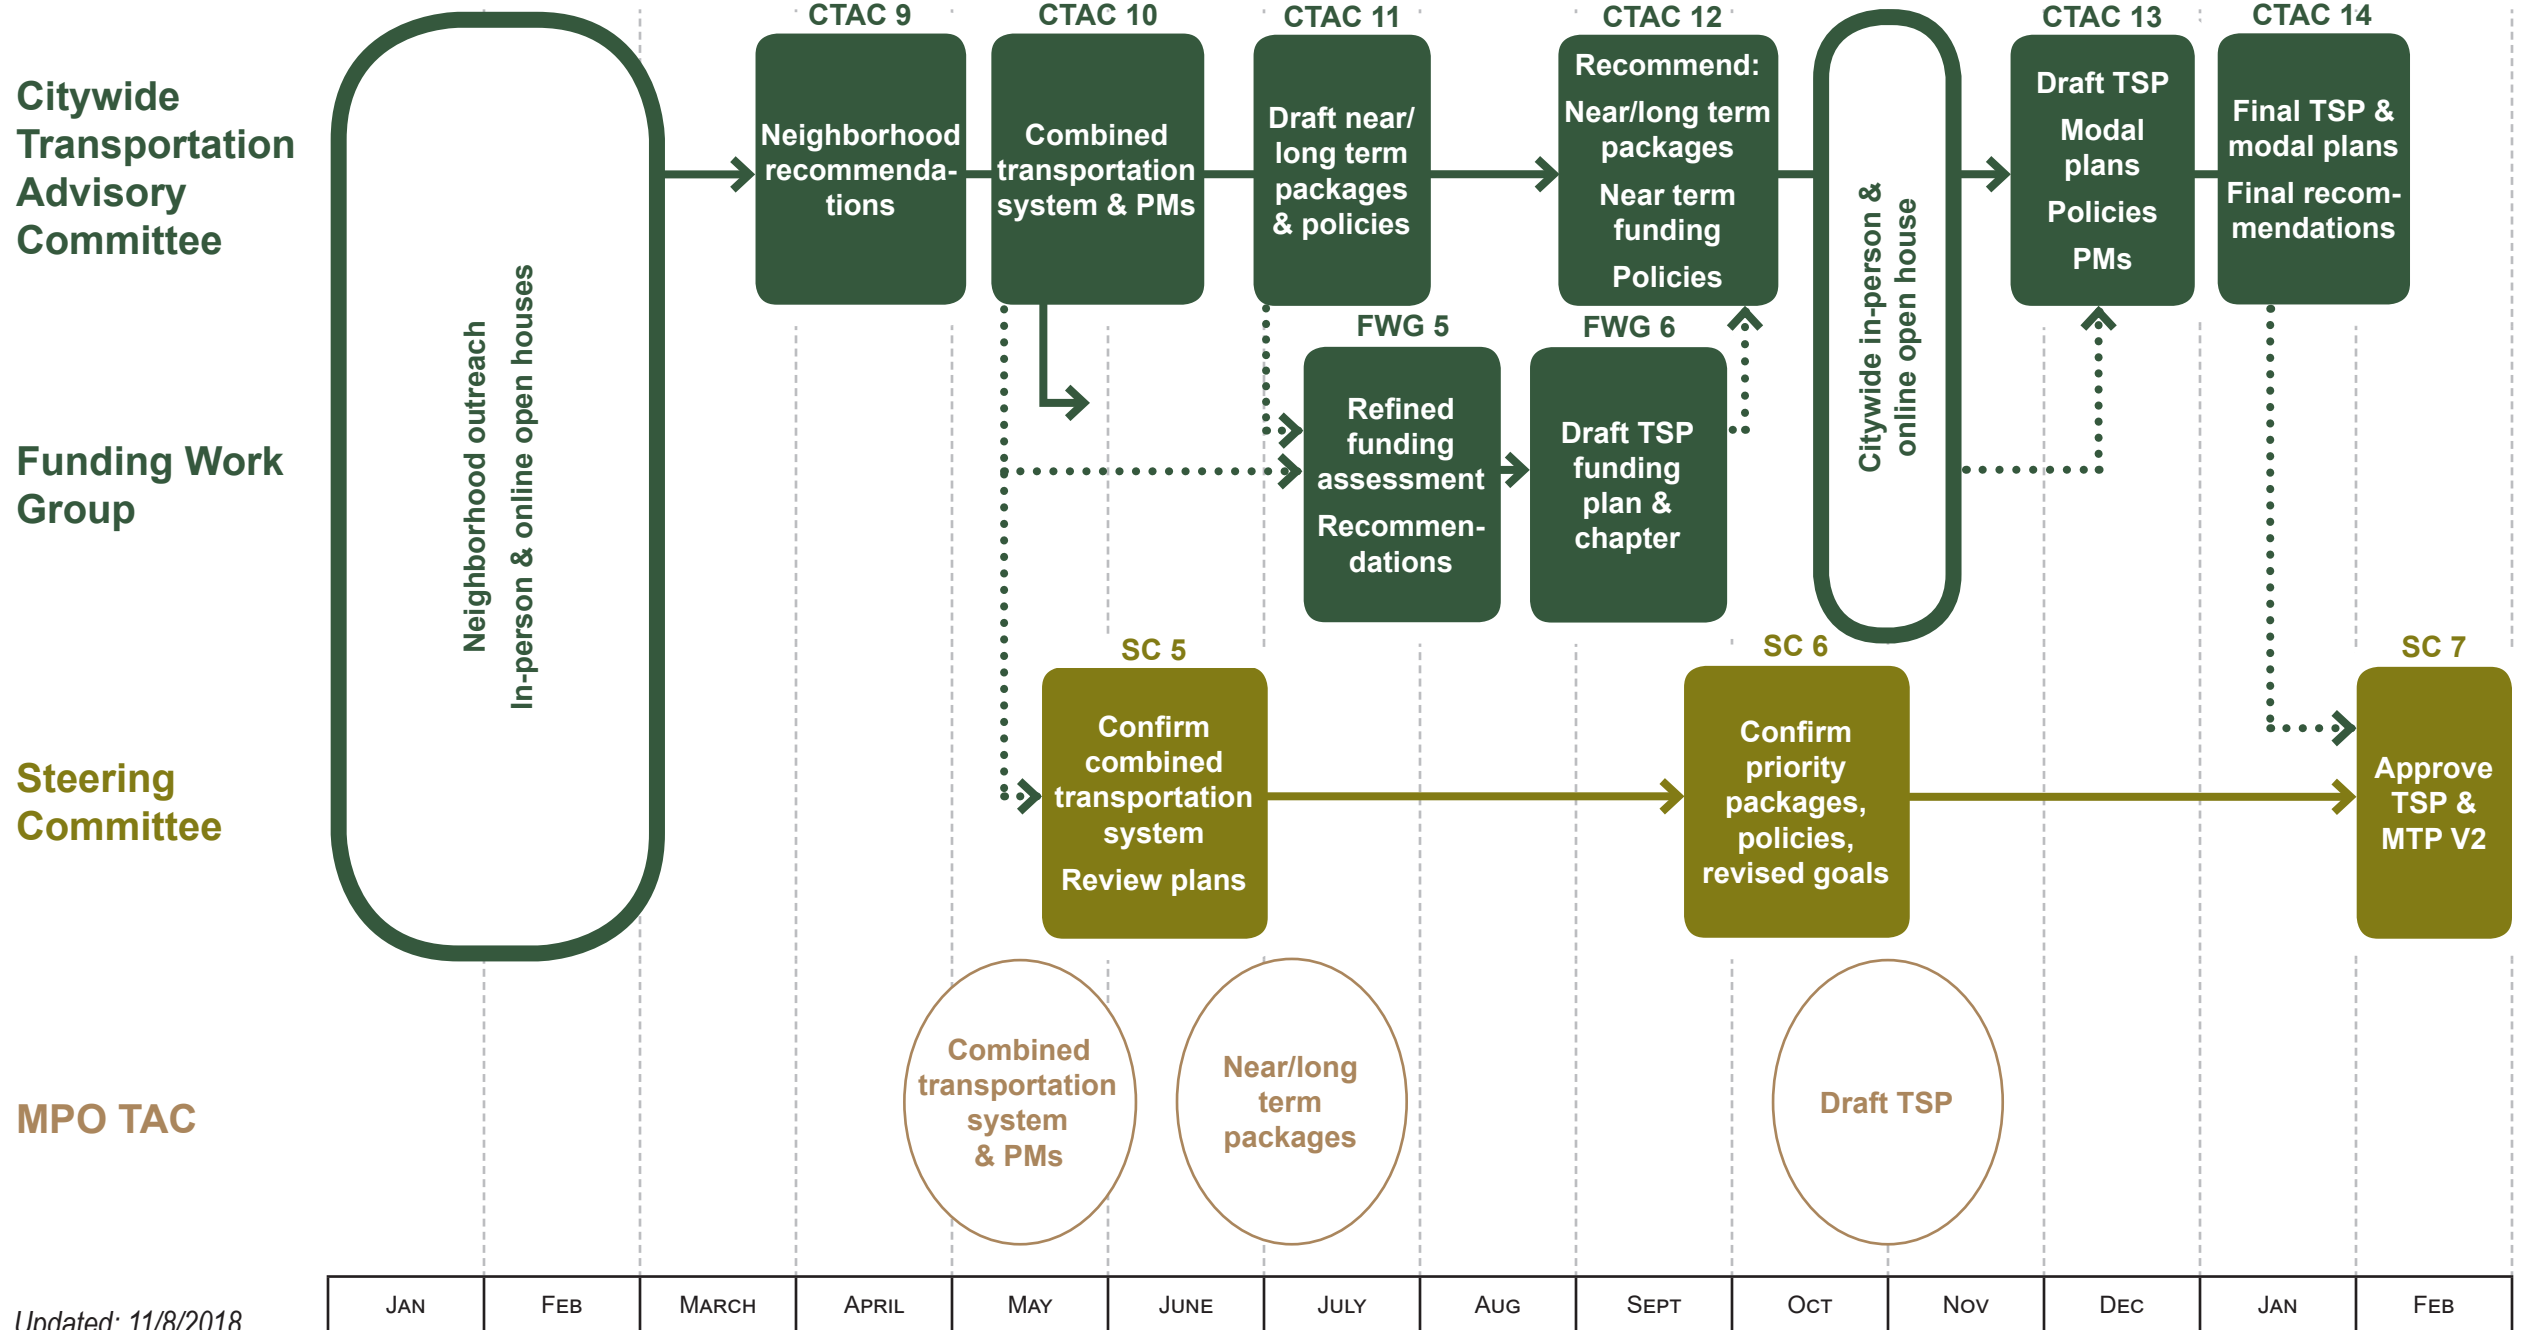 CTAC 9
CTAC 10
CTAC 11
CTAC 12
CTAC 13
CTAC 14
Citywide
Transportation
Advisory
Committee
Neighborhood outreach
In-person & online open houses
Neighborhood
recommenda-
tions
Combined
transportation
system & PMs
Draft near/
long term
packages
& policies
Recommend:
Near/long term
packages
Near term
funding
Policies
Citywide in-person &
online open house
Draft TSP
Modal
plans
Policies
PMs
Final TSP &
modal plans
Final recom-
mendations
Funding Work
Group
FWG 5
Refined
funding
assessment
Recommen-
dations
FWG 6
Draft TSP
funding
plan &
chapter
Steering
Committee
SC 5
Confirm
combined
transportation
system
Review plans
SC 6
Confirm
priority
packages,
policies,
revised goals
SC 7
Approve
TSP &
MTP V2
MPO TAC
Combined
transportation
system
& PMs
Near/long
term
packages
Draft TSP
Updated: 11/8/2018
JAN
FEB
MARCH
APRIL
MAY
JUNE
JULY
AUG
SEPT
OCT
NOV
DEC
JAN
FEB